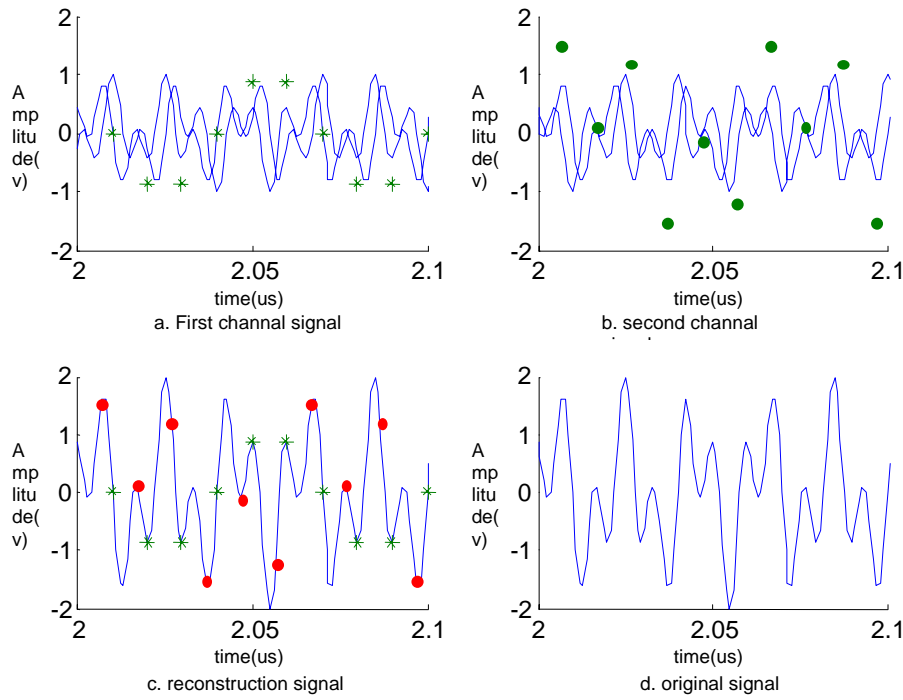 2
1
0
-1
-2
A
mp
litu
de(
v)
2
2.05
2.1
time(us)
a. First channal signal
2
1
0
-1
-2
A
mp
litu
de(
v)
2
2.05
2.1
time(us)
b. second channal
2
1
0
-1
-2
A
mp
litu
de(
v)
2
2.05
2.1
time(us)
c. reconstruction signal
2
1
0
-1
-2
A
mp
litu
de(
v)
2
2.05
2.1
time(us)
d. original signal